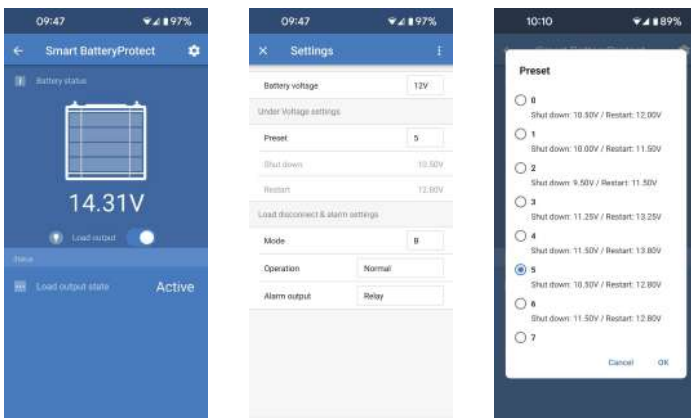 09:47
97%
Smart BatteryProtect
Battery status
14.31V
Load output
Status
Load output state
Active
09:47
97%
Settings
Battery voltage
12V
Under Voltage settings
Preset
5
Shut down
10.50V
Restart
12.80V
Load disconnect & alarm settings
Mode
B
Operation
Normal
Alarm output
Relay
10:10
89%
Preset
0
Shut down: 10.50V / Restart: 12.00V
1
Shut down: 10.00V / Restart: 11.50V
2
Shut down: 9.50V / Restart: 11.50V
3
Shut down: 11.25V / Restart: 13.25V
4
Shut down: 11.50V / Restart: 13.80V
5
Shut down: 10.50V / Restart: 12.80V
6
Shut down: 11.50V / Restart: 12.80V
7
Cancel
OK